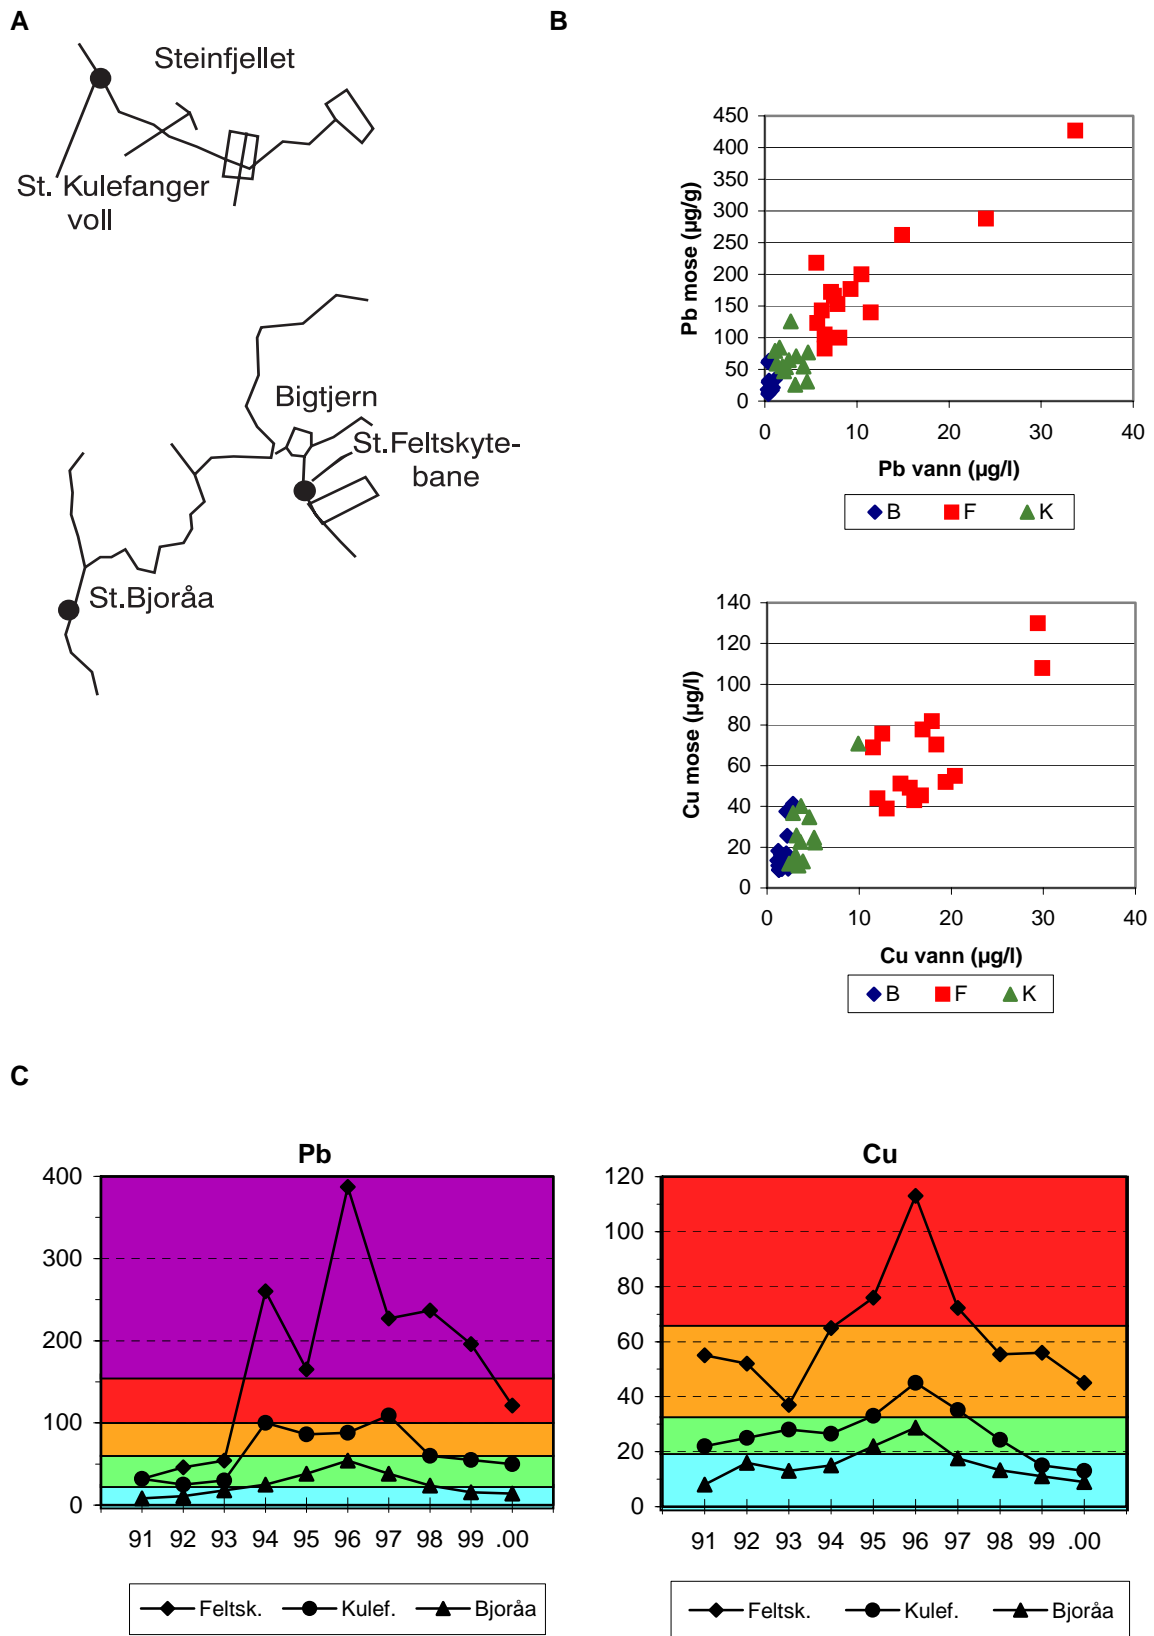 A
B
Steinfjellet
St. Kulefanger
voll
Bigtjern
St.Feltskyte-
bane
St.Bjoråa
450
400
350
300
250
200
150
100
50
0
Pb mose (µg/g)
0 10 20 30 40
Pb vann (µg/l)
B F K
140
120
100
80
60
40
20
0
Cu mose (µg/l)
0 10 20 30 40
Cu vann (µg/l)
B F K
C
Pb
400
300
200
100
0
91 92 93 94 95 96 97 98 99 .00
Feltsk. Kulef. Bjoråa
Cu
120
100
80
60
40
20
0
91 92 93 94 95 96 97 98 99 .00
Feltsk. Kulef. Bjoråa